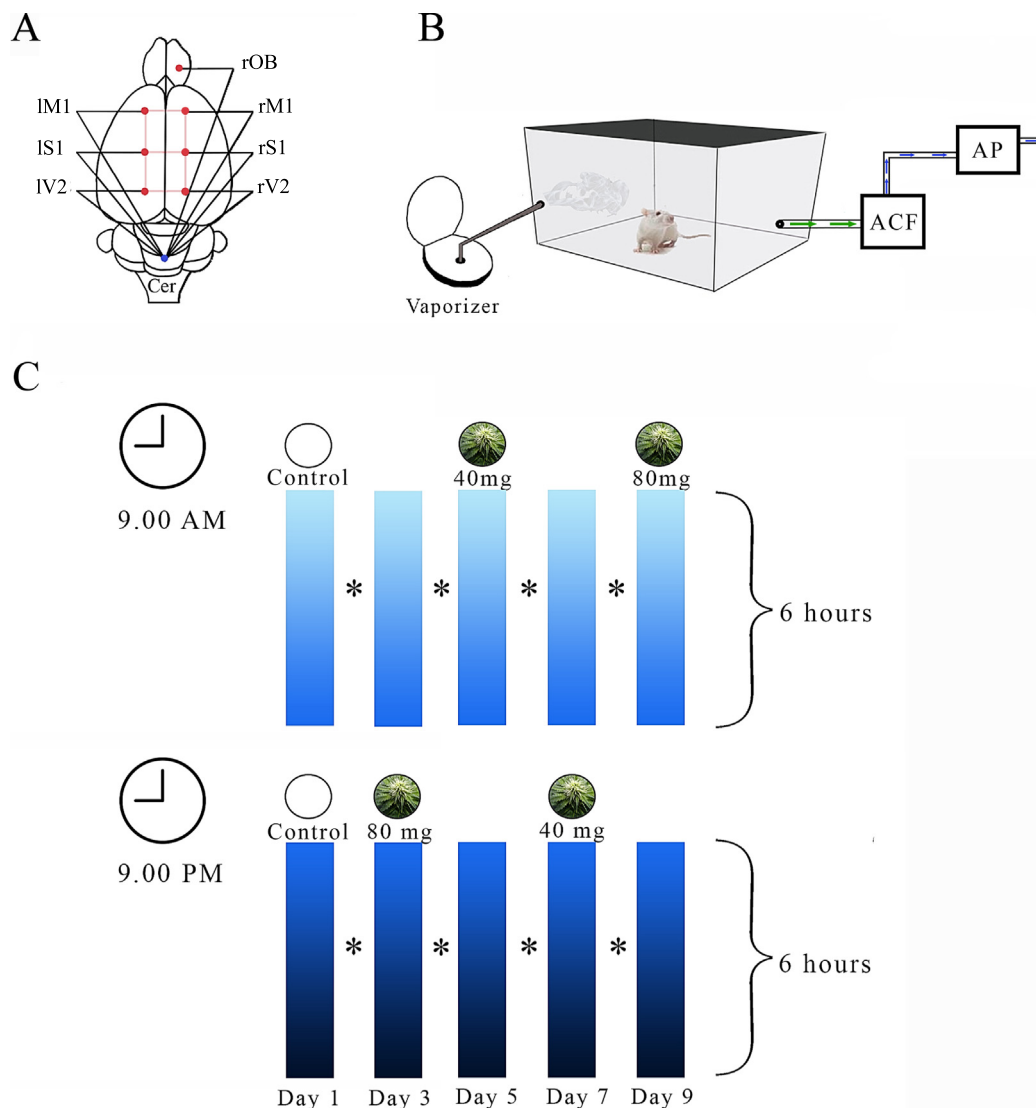 A
B
rOB
lM1
rM1
lS1
rS1
lV2
rV2
Cer
Vaporizer
ACF
AP
C
9.00 AM
Control
40mg
80mg
* * * *
6 hours
9.00 PM
Control
80 mg
40 mg
* * * *
6 hours
Day 1 Day 3 Day 5 Day 7 Day 9